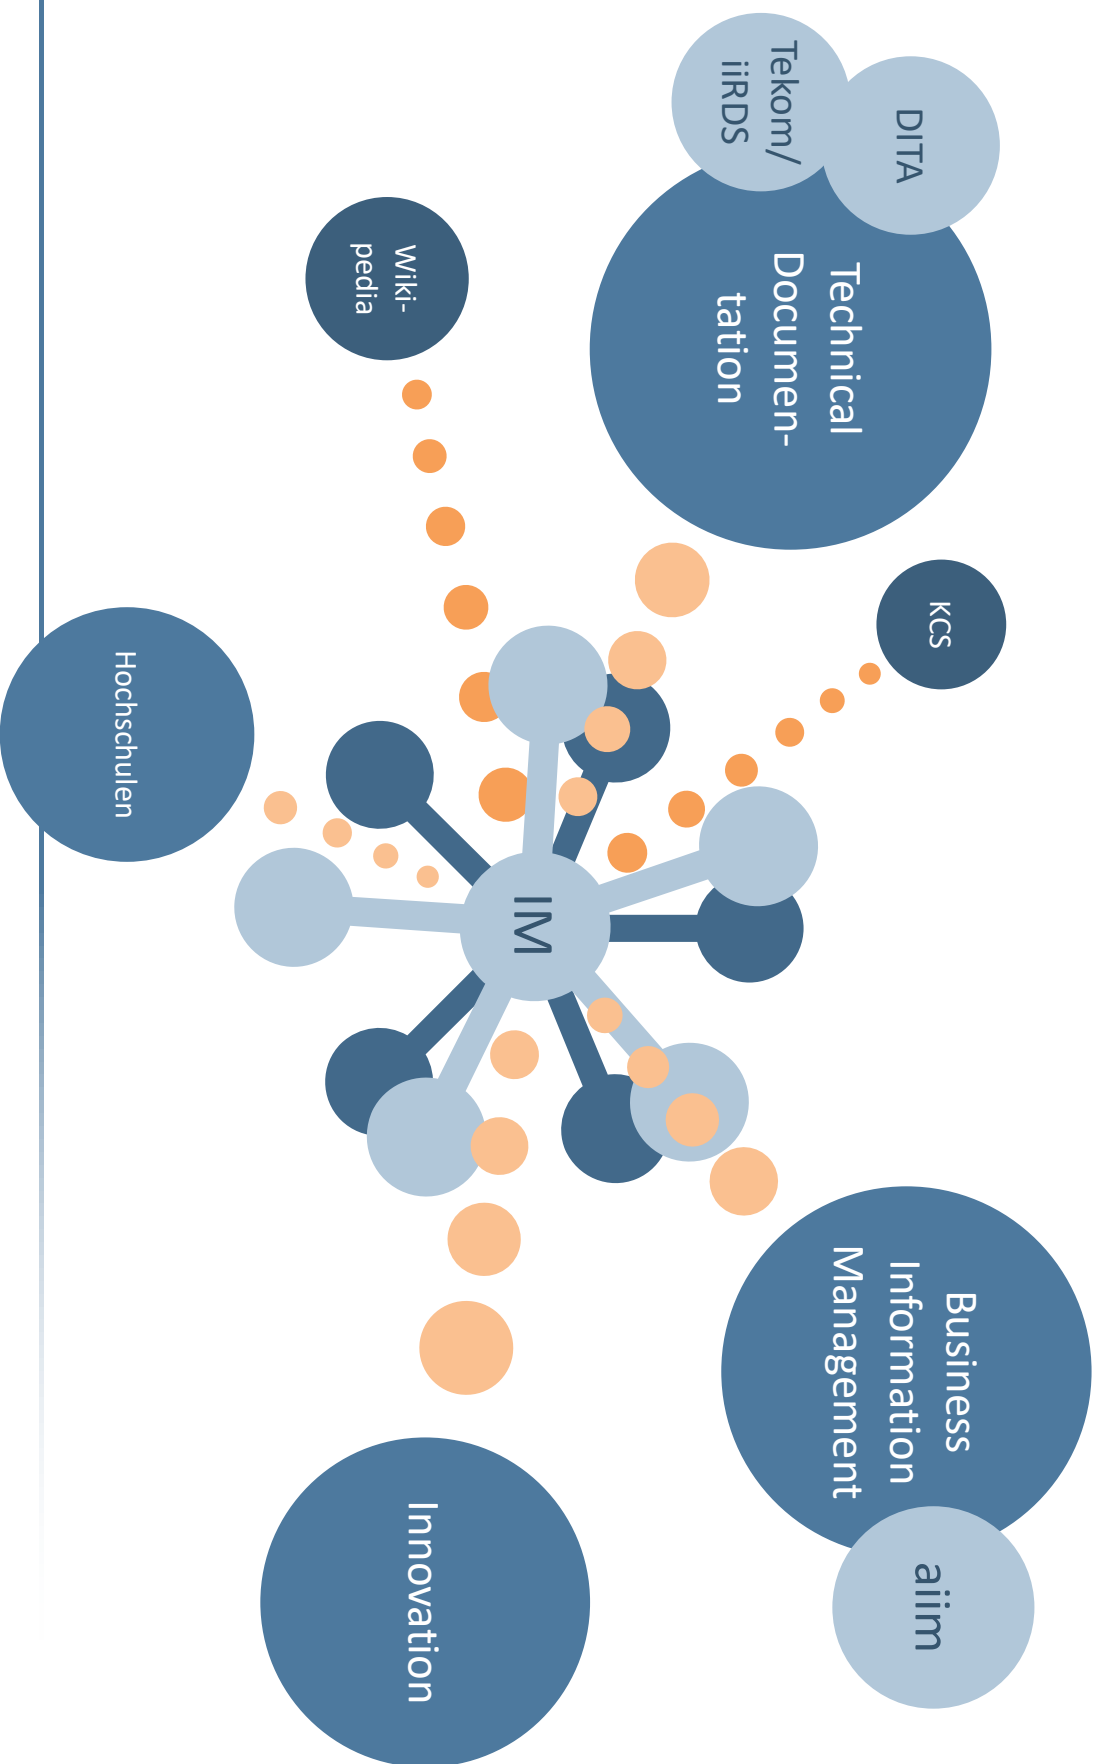 DITA
Tekom/
iiRDS
Technical
Documen-
tation
KCS
Business
Information
Management
aiim
Wiki-
pedia
IM
Innovation
Hochschulen